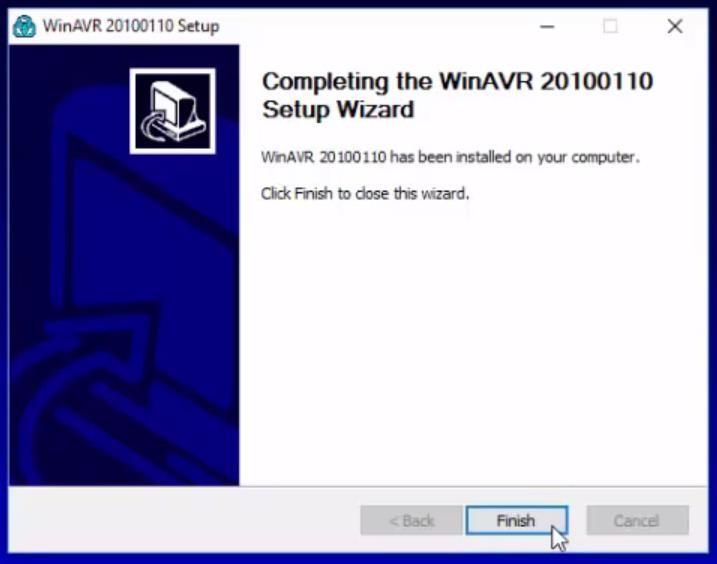 WinAVR 20100110 Setup
Completing the WinAVR 20100110
Setup Wizard
WinAVR 20100110 has been installed on your computer.
Click Finish to close this wizard.
< Back
Finish
Cancel